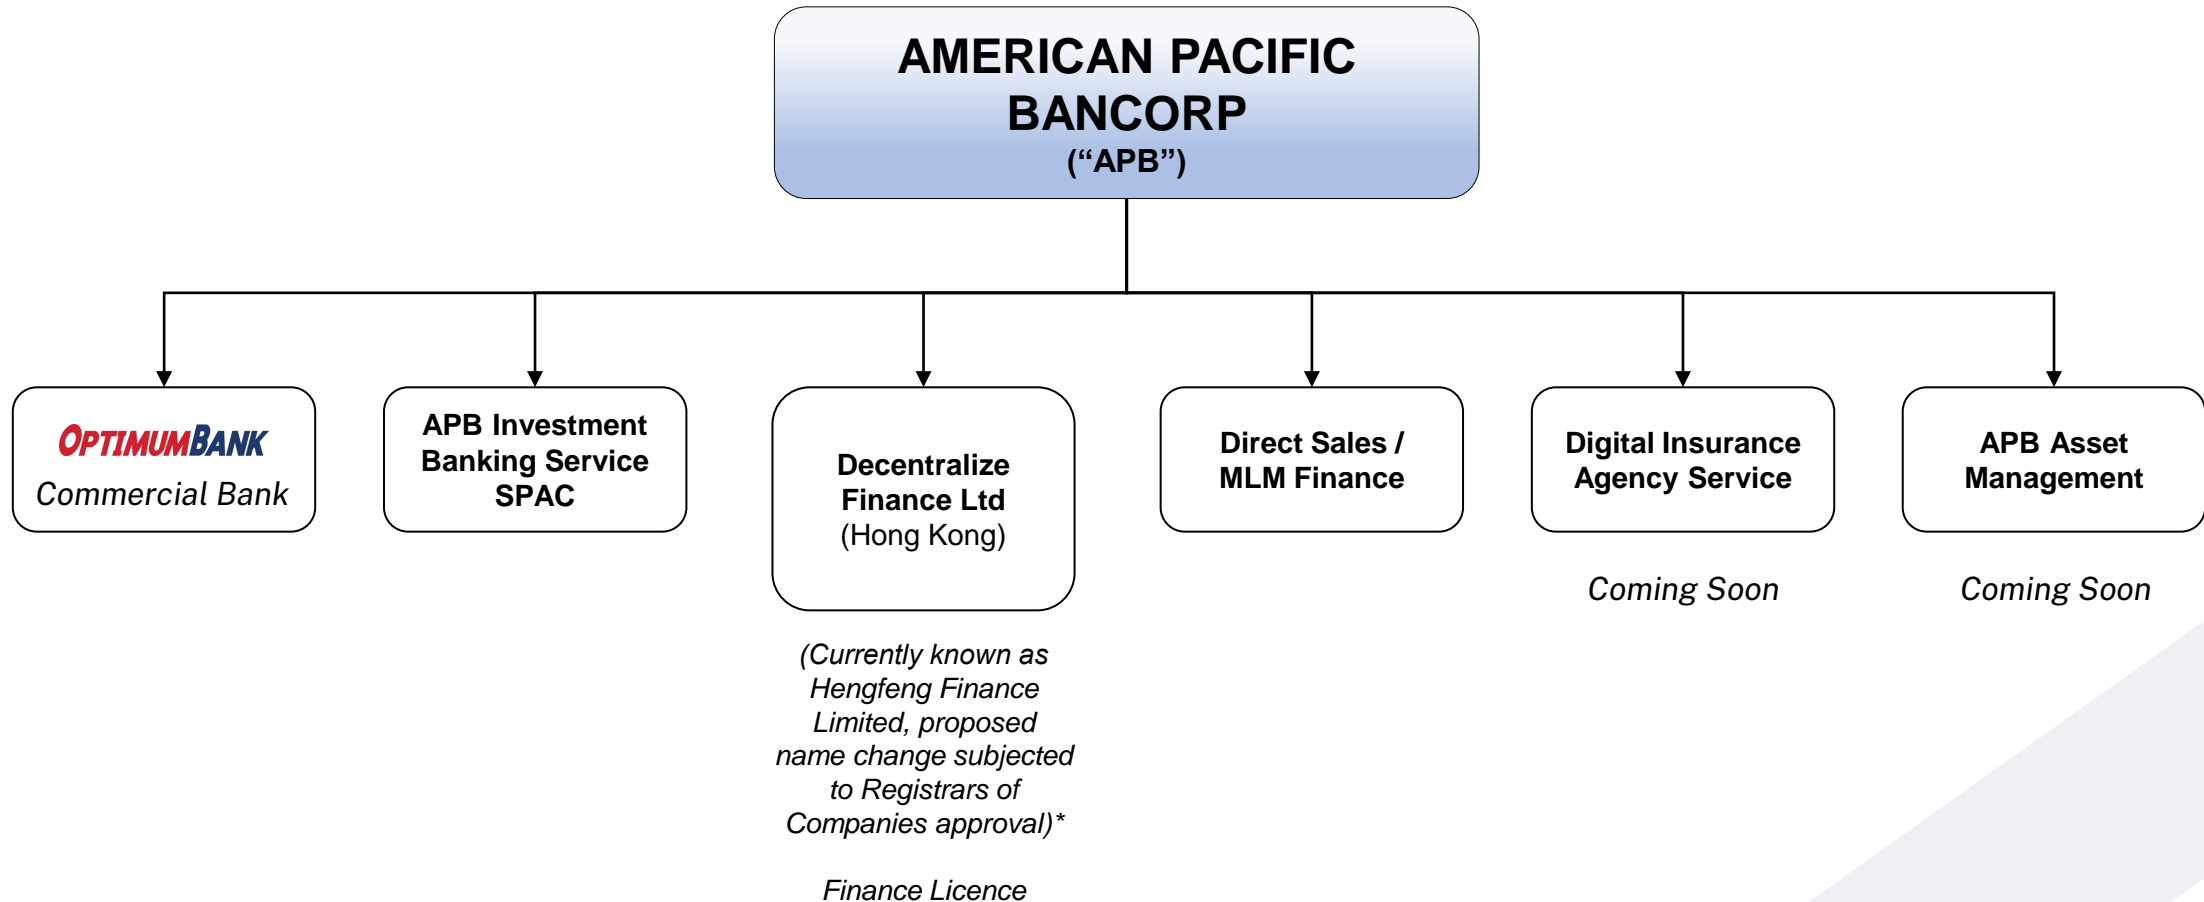 AMERICAN PACIFIC
BANCORP
(“APB”)
OPTIMUMBANK
Commercial Bank
APB Investment
Banking Service
SPAC
Decentralize
Finance Ltd
(Hong Kong)
(Currently known as
Hengfeng Finance
Limited, proposed
name change subjected
to Registrars of
Companies approval)*
Finance Licence
Direct Sales /
MLM Finance
Digital Insurance
Agency Service
Coming Soon
APB Asset
Management
Coming Soon